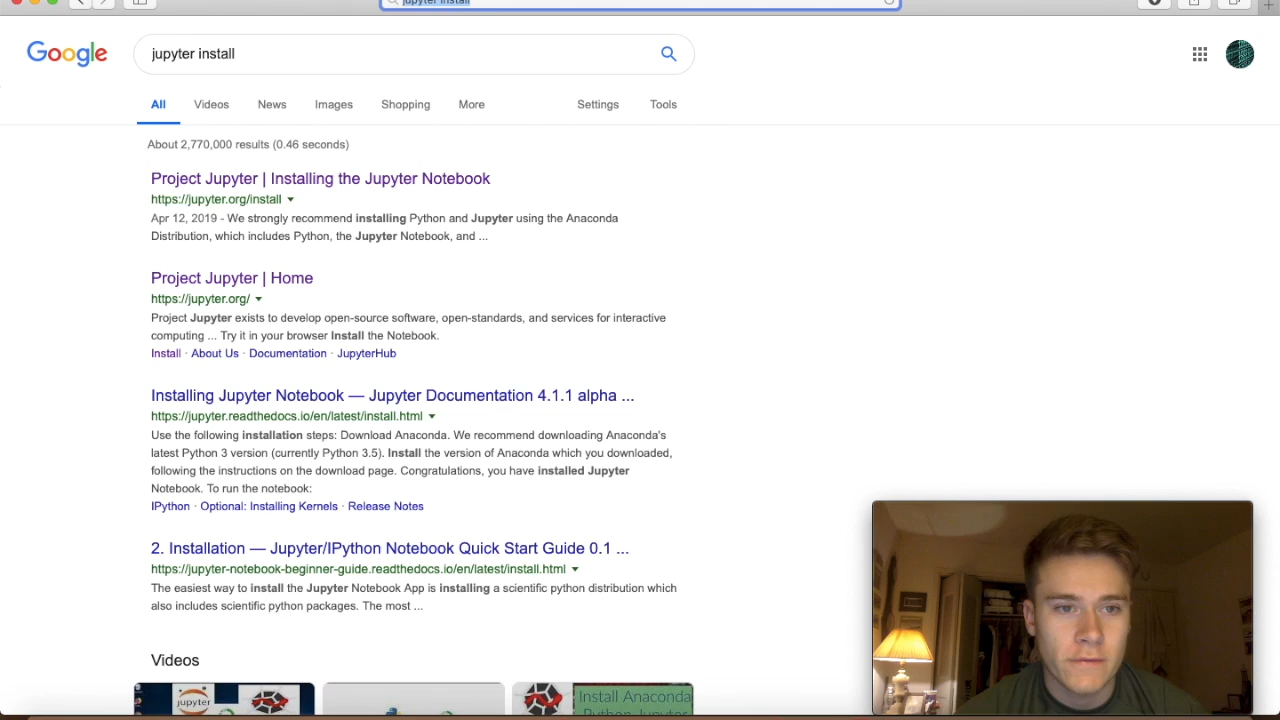 jupyter install
Google
jupyter install
All Videos News Images Shopping More Settings Tools
About 2,770,000 results (0.46 seconds)
Project Jupyter | Installing the Jupyter Notebook
https://jupyter.org/install
Apr 12, 2019 - We strongly recommend installing Python and Jupyter using the Anaconda
Distribution, which includes Python, the Jupyter Notebook, and ...
Project Jupyter | Home
https://jupyter.org/
Project Jupyter exists to develop open-source software, open-standards, and services for interactive
computing ... Try it in your browser Install the Notebook.
Install · About Us · Documentation · JupyterHub
Installing Jupyter Notebook — Jupyter Documentation 4.1.1 alpha ...
https://jupyter.readthedocs.io/en/latest/install.html
Use the following installation steps: Download Anaconda. We recommend downloading Anaconda's
latest Python 3 version (currently Python 3.5). Install the version of Anaconda which you downloaded,
following the instructions on the download page. Congratulations, you have installed Jupyter
Notebook. To run the notebook:
IPython · Optional: Installing Kernels · Release Notes
2. Installation — Jupyter/IPython Notebook Quick Start Guide 0.1 ...
https://jupyter-notebook-beginner-guide.readthedocs.io/en/latest/install.html
The easiest way to install the Jupyter Notebook App is installing a scientific python distribution which
also includes scientific python packages. The most ...
Videos
jupyter
Install Anaconda
Python Jupyter